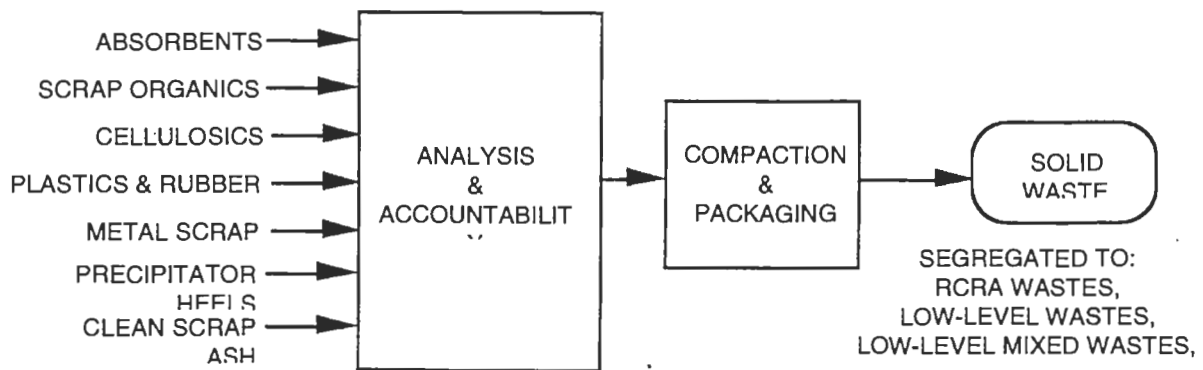 ABSORBENTS
SCRAP ORGANICS
CELLULOSICS
PLASTICS & RUBBER
METAL SCRAP
PRECIPITATOR
HEELS
CLEAN SCRAP
ASH
ANALYSIS
&
ACCOUNTABILIT
Y
COMPACTION
&
PACKAGING
SOLID
WASTE
SEGREGATED TO:
RCRA WASTES,
LOW-LEVEL WASTES,
LOW-LEVEL MIXED WASTES,